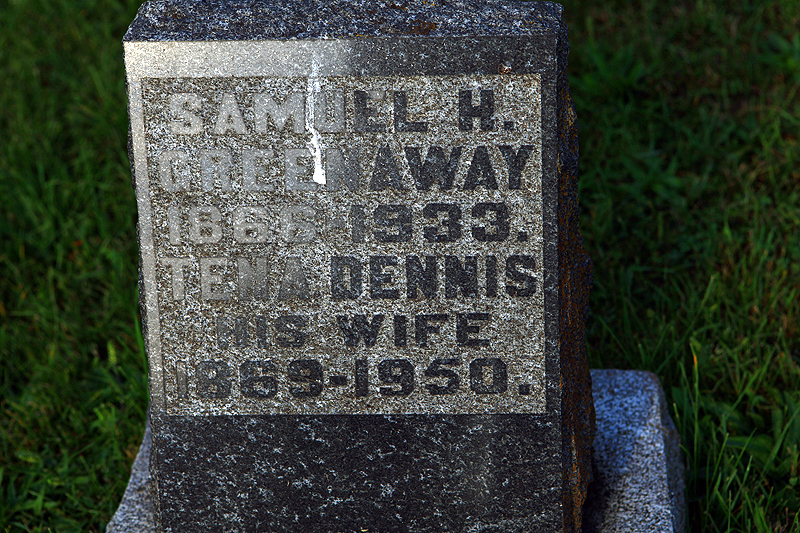 SAMUEL H.
GREENAWAY
1866-1933.
TENA DENNIS
HIS WIFE
1869-1950.